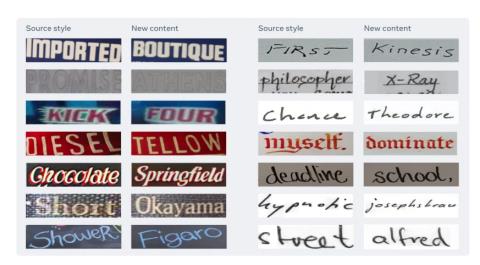 Source style New content Source style New content
IMPORTED BOUTIQUE FIRST Kinesis
PROMISE ATHENS philosopher X-Ray
KICK FOUR Chance Theodore
DIESEL TELLOW myself. dominate
Chocolate Springfield deadline school,
Short Okayama hypnotic josephsbrau
Shower Figaro street alfred